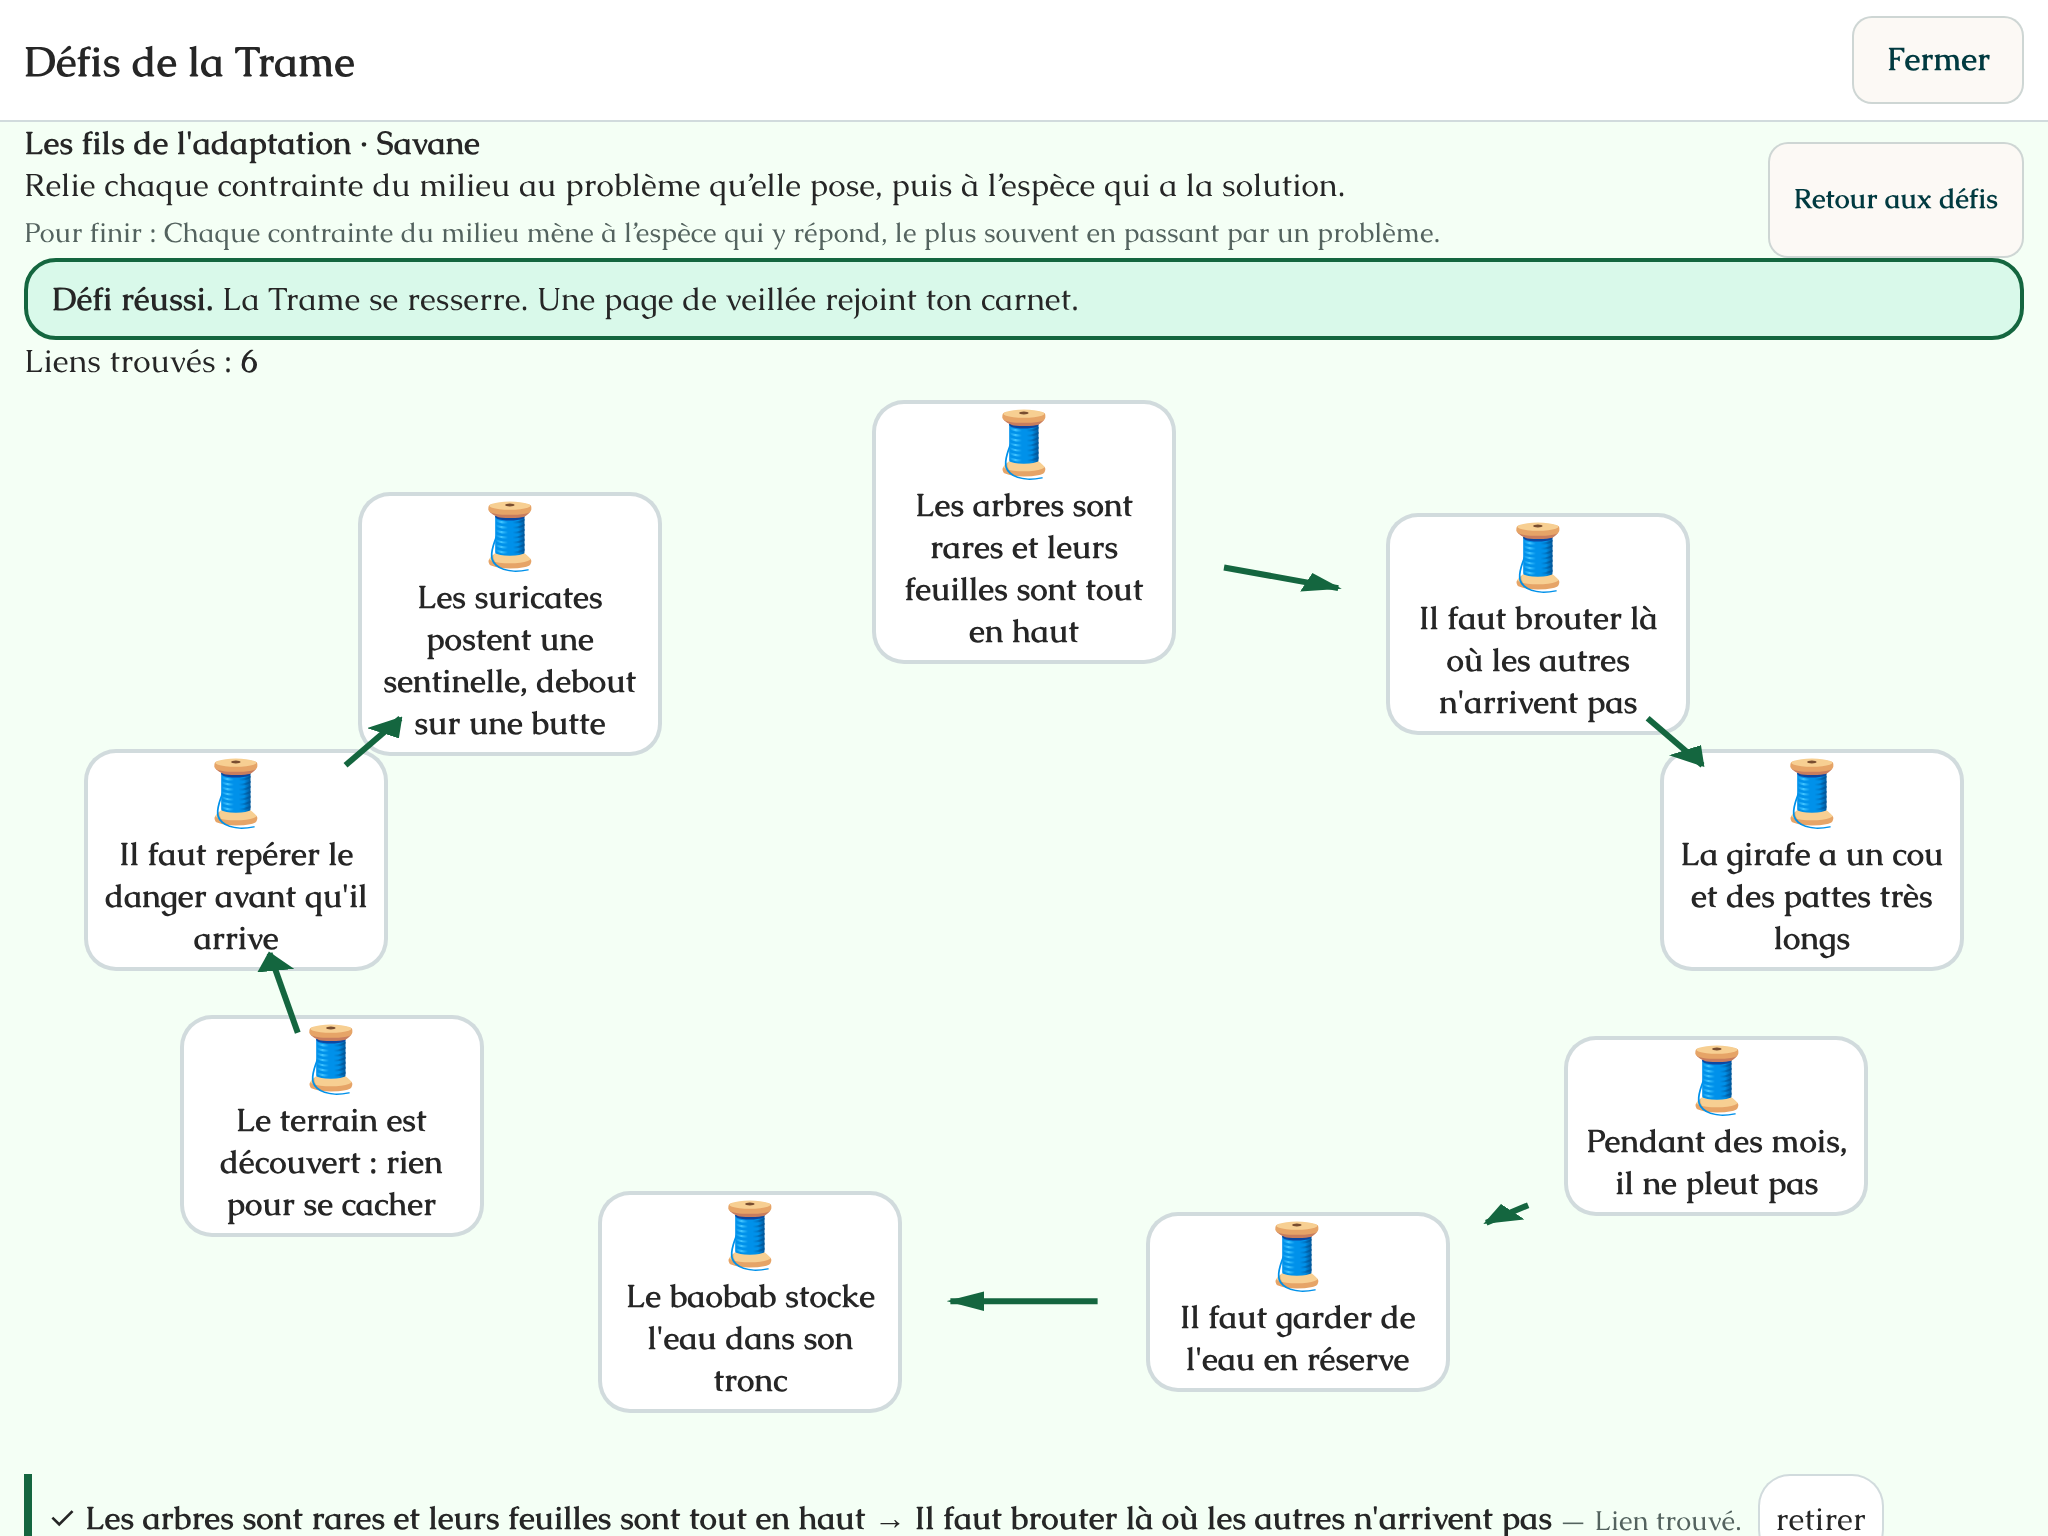 Défis de la Trame
Fermer
Les fils de l'adaptation · Savane
Relie chaque contrainte du milieu au problème qu’elle pose, puis à l’espèce qui a la solution.
Pour finir : Chaque contrainte du milieu mène à l’espèce qui y répond, le plus souvent en passant par un problème.
Retour aux défis
Défi réussi. La Trame se resserre. Une page de veillée rejoint ton carnet.
Liens trouvés : 6
Les arbres sont
rares et leurs
feuilles sont tout
en haut
Les suricates
postent une
sentinelle, debout
sur une butte
Il faut brouter là
où les autres
n'arrivent pas
Il faut repérer le
danger avant qu'il
arrive
La girafe a un cou
et des pattes très
longs
Le terrain est
découvert : rien
pour se cacher
Pendant des mois,
il ne pleut pas
Le baobab stocke
l'eau dans son
tronc
Il faut garder de
l'eau en réserve
✓ Les arbres sont rares et leurs feuilles sont tout en haut → Il faut brouter là où les autres n'arrivent pas — Lien trouvé.
retirer